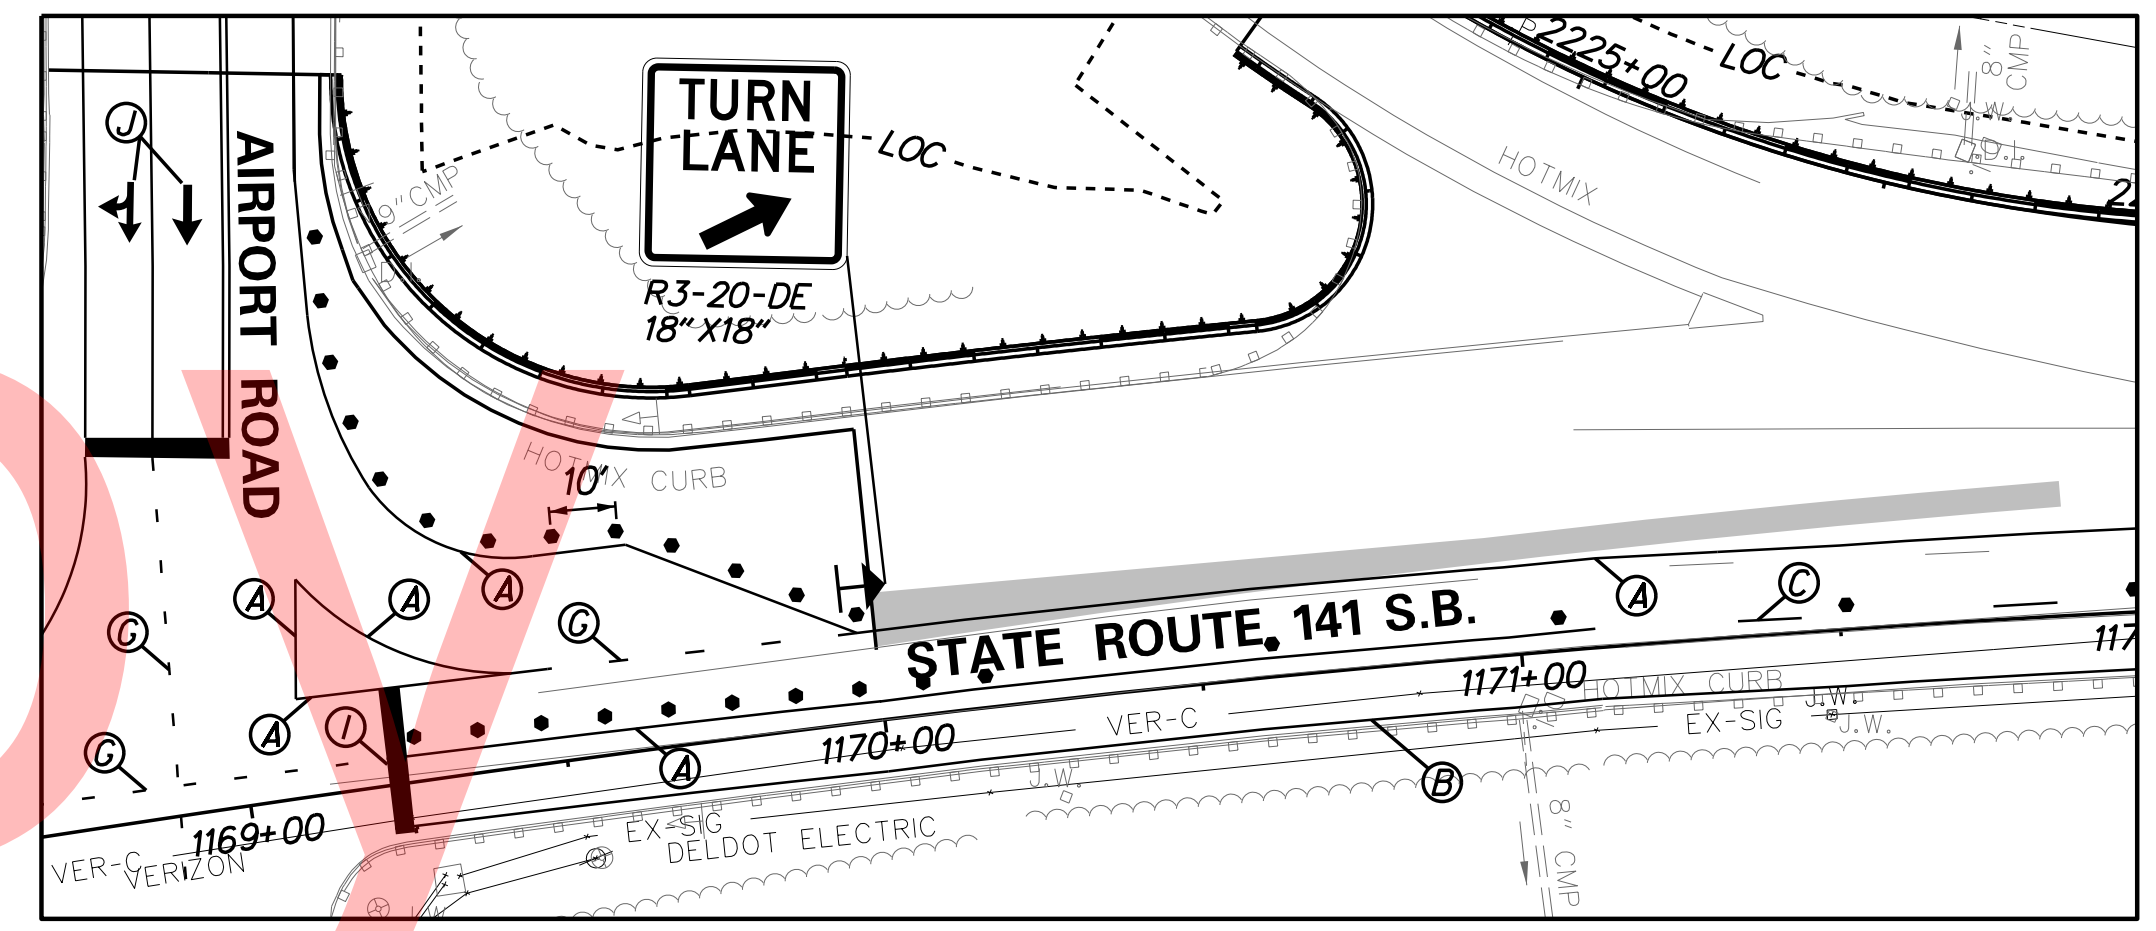 2225+00
LOC
8" CMP
J.W.
D.I.
HOTMIX
TURN
LANE
LOC
R3-20-DE
18"X18"
J
AIRPORT ROAD
9"CMP
HOTMIX CURB
10'
A
A
A
G
G
A
I
G
A
STATE ROUTE 141 S.B.
A
C
1171+00
117
HOTMIX CURB
J.W.
J.W.
EX-SIG
VER-C
1170+00
B
J.W.
8" CMP
1169+00
EX-SIG
DELDOT ELECTRIC
VER-C
VERIZON